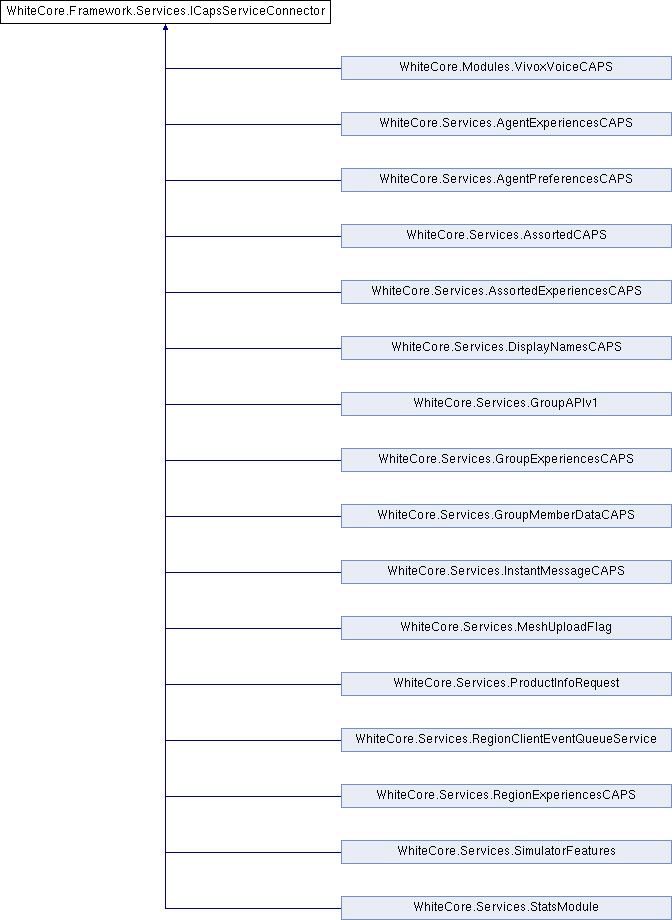 WhiteCore.Framework.Services.ICapsServiceConnector
WhiteCore.Modules.VivoxVoiceCAPS
WhiteCore.Services.AgentExperiencesCAPS
WhiteCore.Services.AgentPreferencesCAPS
WhiteCore.Services.AssortedCAPS
WhiteCore.Services.AssortedExperiencesCAPS
WhiteCore.Services.DisplayNamesCAPS
WhiteCore.Services.GroupAPIv1
WhiteCore.Services.GroupExperiencesCAPS
WhiteCore.Services.GroupMemberDataCAPS
WhiteCore.Services.InstantMessageCAPS
WhiteCore.Services.MeshUploadFlag
WhiteCore.Services.ProductInfoRequest
WhiteCore.Services.RegionClientEventQueueService
WhiteCore.Services.RegionExperiencesCAPS
WhiteCore.Services.SimulatorFeatures
WhiteCore.Services.StatsModule